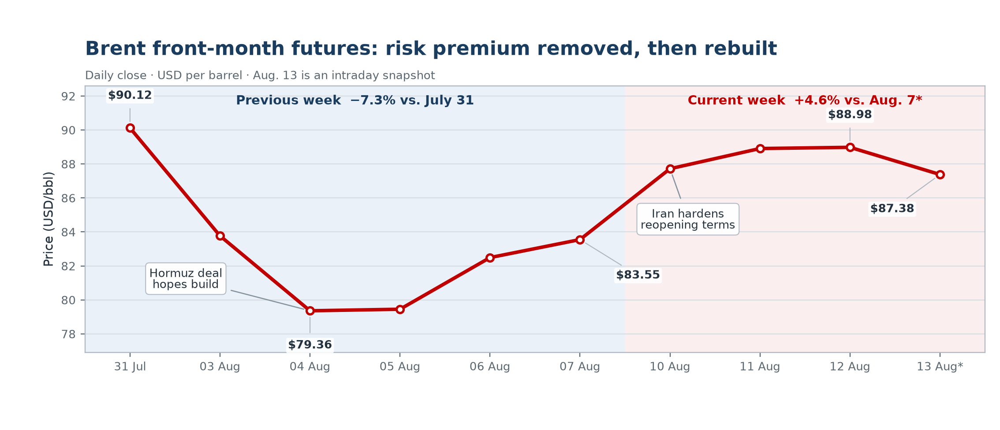 Brent front-month futures: risk premium removed, then rebuilt
Daily close · USD per barrel · Aug. 13 is an intraday snapshot
Previous week  −7.3% vs. July 31
Current week  +4.6% vs. Aug. 7*
$90.12
$88.98
Iran hardens
reopening terms
$87.38
Hormuz deal
hopes build
$83.55
$79.36
Price (USD/bbl)
92
90
88
86
84
82
80
78
31 Jul
03 Aug
04 Aug
05 Aug
06 Aug
07 Aug
10 Aug
11 Aug
12 Aug
13 Aug*